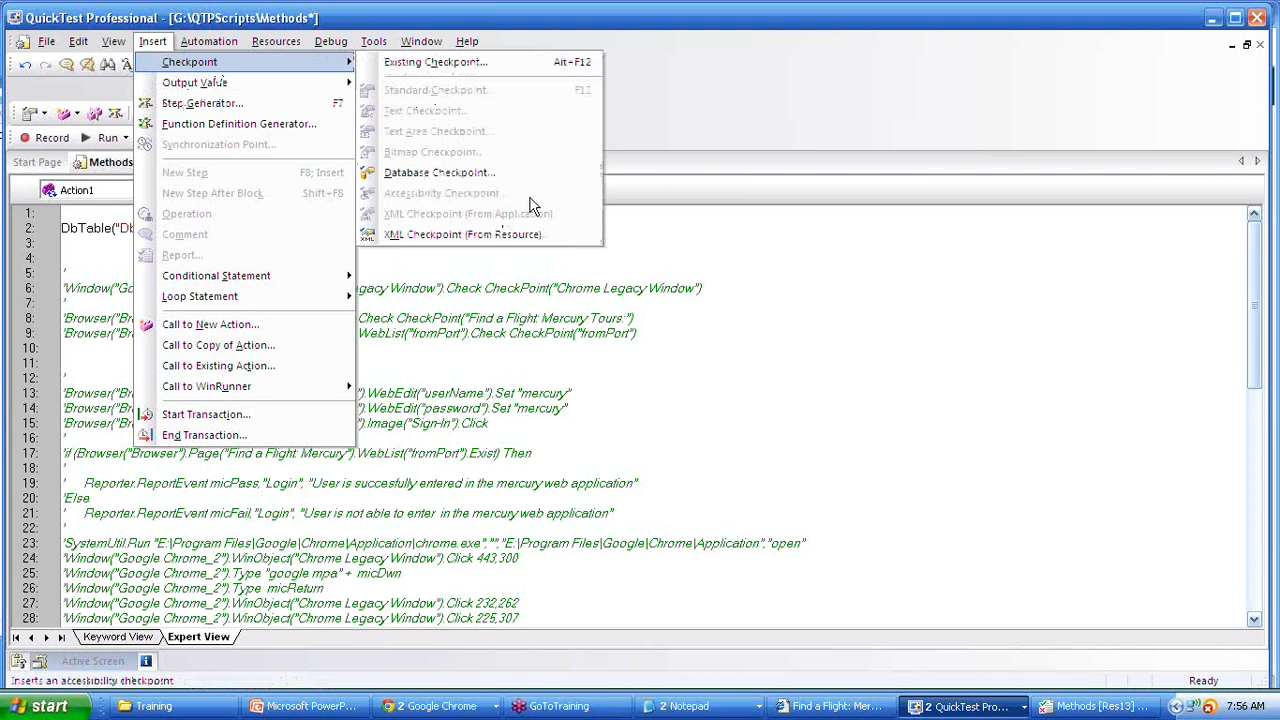 QuickTest Professional - [G:\QTPScripts\Methods*]
File Edit View Insert Automation Resources Debug Tools Window Help
Checkpoint
Output Value
Step Generator... F7
Function Definition Generator...
Synchronization Point...
New Step F8; Insert
New Step After Block Shift+F8
Operation
Comment
Report...
Conditional Statement
Loop Statement
Call to New Action...
Call to Copy of Action...
Call to Existing Action...
Call to WinRunner
Start Transaction...
End Transaction...
Existing Checkpoint... Alt+F12
Standard Checkpoint... F12
Text Checkpoint...
Text Area Checkpoint...
Bitmap Checkpoint...
Database Checkpoint...
Accessibility Checkpoint...
XML Checkpoint (From Application)
XML
XML Checkpoint (From Resource)
XML
Record Run
Start Page Methods
Action1
1:
2: DbTable("Db
4:
5: '
6: 'Window("Go gacy Window").Check CheckPoint("Chrome Legacy Window")
7: '
8: 'Browser("Br Check CheckPoint("Find a Flight: Mercury Tours:")
9: 'Browser("Br WebList("fromPort").Check CheckPoint("fromPort")
10:
11:
12: '
13: 'Browser("Br ).WebEdit("userName").Set "mercury"
14: 'Browser("Br ).WebEdit("password").Set "mercury"
15: 'Browser("Br ).Image("Sign-In").Click
16: '
17: 'if (Browser("Browser").Page("Find a Flight: Mercury").WebList("fromPort").Exist) Then
18: '
19: ' Reporter.ReportEvent micPass,"Login", "User is succesfully entered in the mercury web application"
20: 'Else
21: ' Reporter.ReportEvent micFail,"Login", "User is not able to enter in the mercury web application"
22: '
23: 'SystemUtil.Run "E:\Program Files\Google\Chrome\Application\chrome.exe","","E:\Program Files\Google\Chrome\Application","open"
24: 'Window("Google Chrome_2").WinObject("Chrome Legacy Window").Click 443,300
25: 'Window("Google Chrome_2").Type "google mpa" + micDwn
26: 'Window("Google Chrome_2").Type micReturn
27: 'Window("Google Chrome_2").WinObject("Chrome Legacy Window").Click 232,262
28: 'Window("Google Chrome_2").WinObject("Chrome Legacy Window").Click 225,307
Keyword View Expert View
Active Screen
Inserts an accesibility checkpoint Ready
start Training Microsoft PowerP... 2 Google Chrome GoToTraining 2 Notepad Find a Flight: Mer... 2 QuickTest Pro... Methods [Res13] ... 7:56 AM